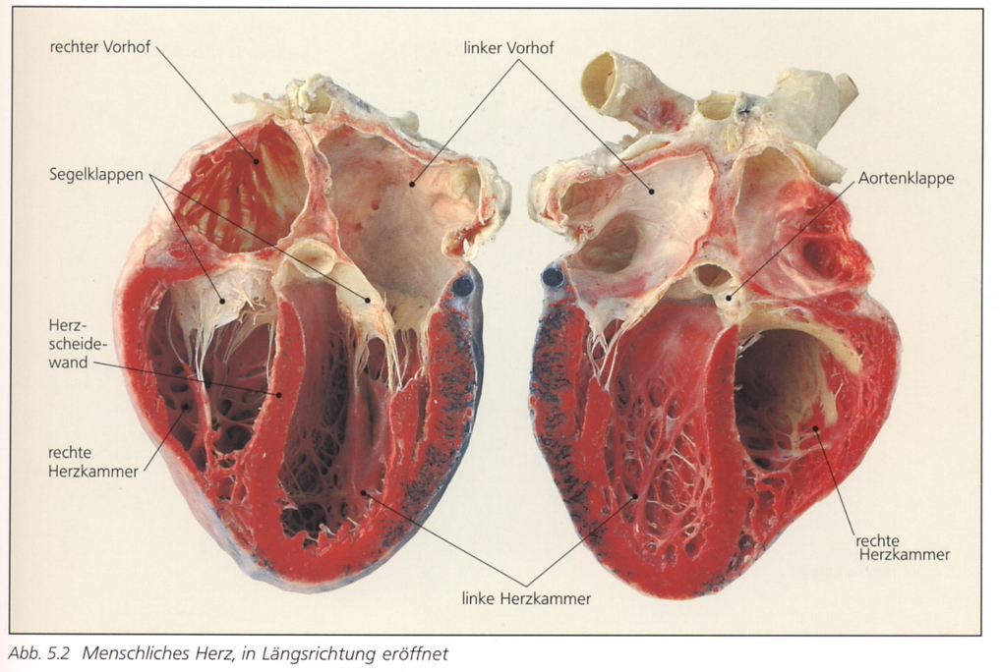 rechter Vorhof
linker Vorhof
Segelklappen
Aortenklappe
Herz-
scheide-
wand
rechte
Herzkammer
rechte
Herzkammer
linke Herzkammer
Abb. 5.2 Menschliches Herz, in Längsrichtung eröffnet